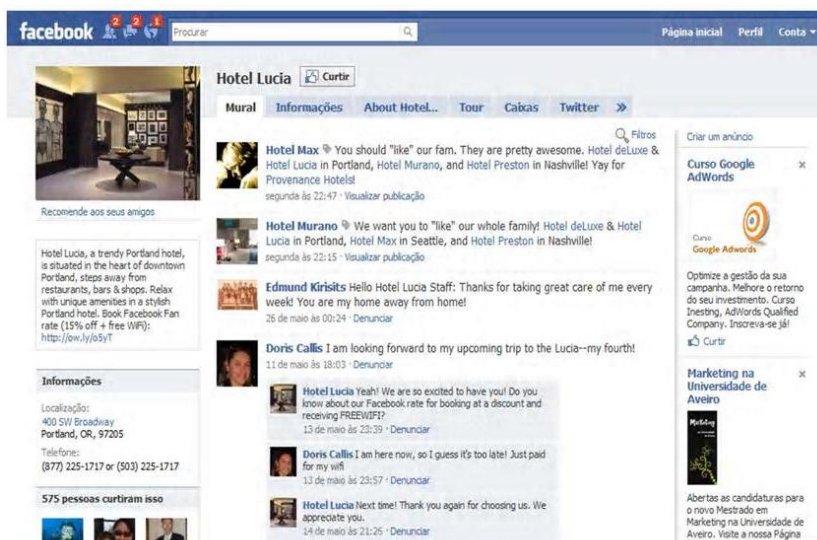 facebook 2 2 1 Procurar Página inicial Perfil Conta
Hotel Lucia Curtir
Mural Informações About Hotel... Tour Caixas Twitter »
Recomende aos seus amigos
Hotel Lucia, a trendy Portland hotel,
is situated in the heart of downtown
Portland, steps away from
restaurants, bars & shops. Relax
with unique amenities in a stylish
Portland hotel. Book Facebook Fan
rate (15% off + free WiFi):
http://ow.ly/o5yT
Informações
Localização:
400 SW Broadway
Portland, OR, 97205
Telefone:
(877) 225-1717 or (503) 225-1717
575 pessoas curtiram isso
Filtros
Hotel Max You should "like" our fam. They are pretty awesome. Hotel deLuxe &
Hotel Lucia in Portland, Hotel Murano, and Hotel Preston in Nashville! Yay for
Provenance Hotels!
segunda às 22:47 · Visualizar publicação
Hotel Murano We want you to "like" our whole family! Hotel deLuxe & Hotel
Lucia in Portland, Hotel Max in Seattle, and Hotel Preston in Nashville!
segunda às 22:15 · Visualizar publicação
Edmund Kirisits Hello Hotel Lucia Staff: Thanks for taking great care of me every
week! You are my home away from home!
26 de maio às 00:24 · Denunciar
Doris Callis I am looking forward to my upcoming trip to the Lucia--my fourth!
11 de maio às 18:03 · Denunciar
Hotel Lucia Yeah! We are so excited to have you! Do you
know about our Facebook rate for booking at a discount and
receiving FREEWIFI?
13 de maio às 23:39 · Denunciar
Doris Callis I am here now, so I guess it's too late! Just paid
for my wifi
13 de maio às 23:57 · Denunciar
Hotel Lucia Next time! Thank you again for choosing us. We
appreciate you.
14 de maio às 21:26 · Denunciar
Criar um anúncio
Curso Google
AdWords
Curso
Google Adwords
Optimize a gestão da sua
campanha. Melhore o retorno
do seu investimento. Curso
Inesting, AdWords Qualified
Company. Inscreva-se já!
Curtir
Marketing na
Universidade de
Aveiro
Marketing
Abertas as candidaturas para
o novo Mestrado em
Marketing na Universidade de
Aveiro. Visite a nossa Página